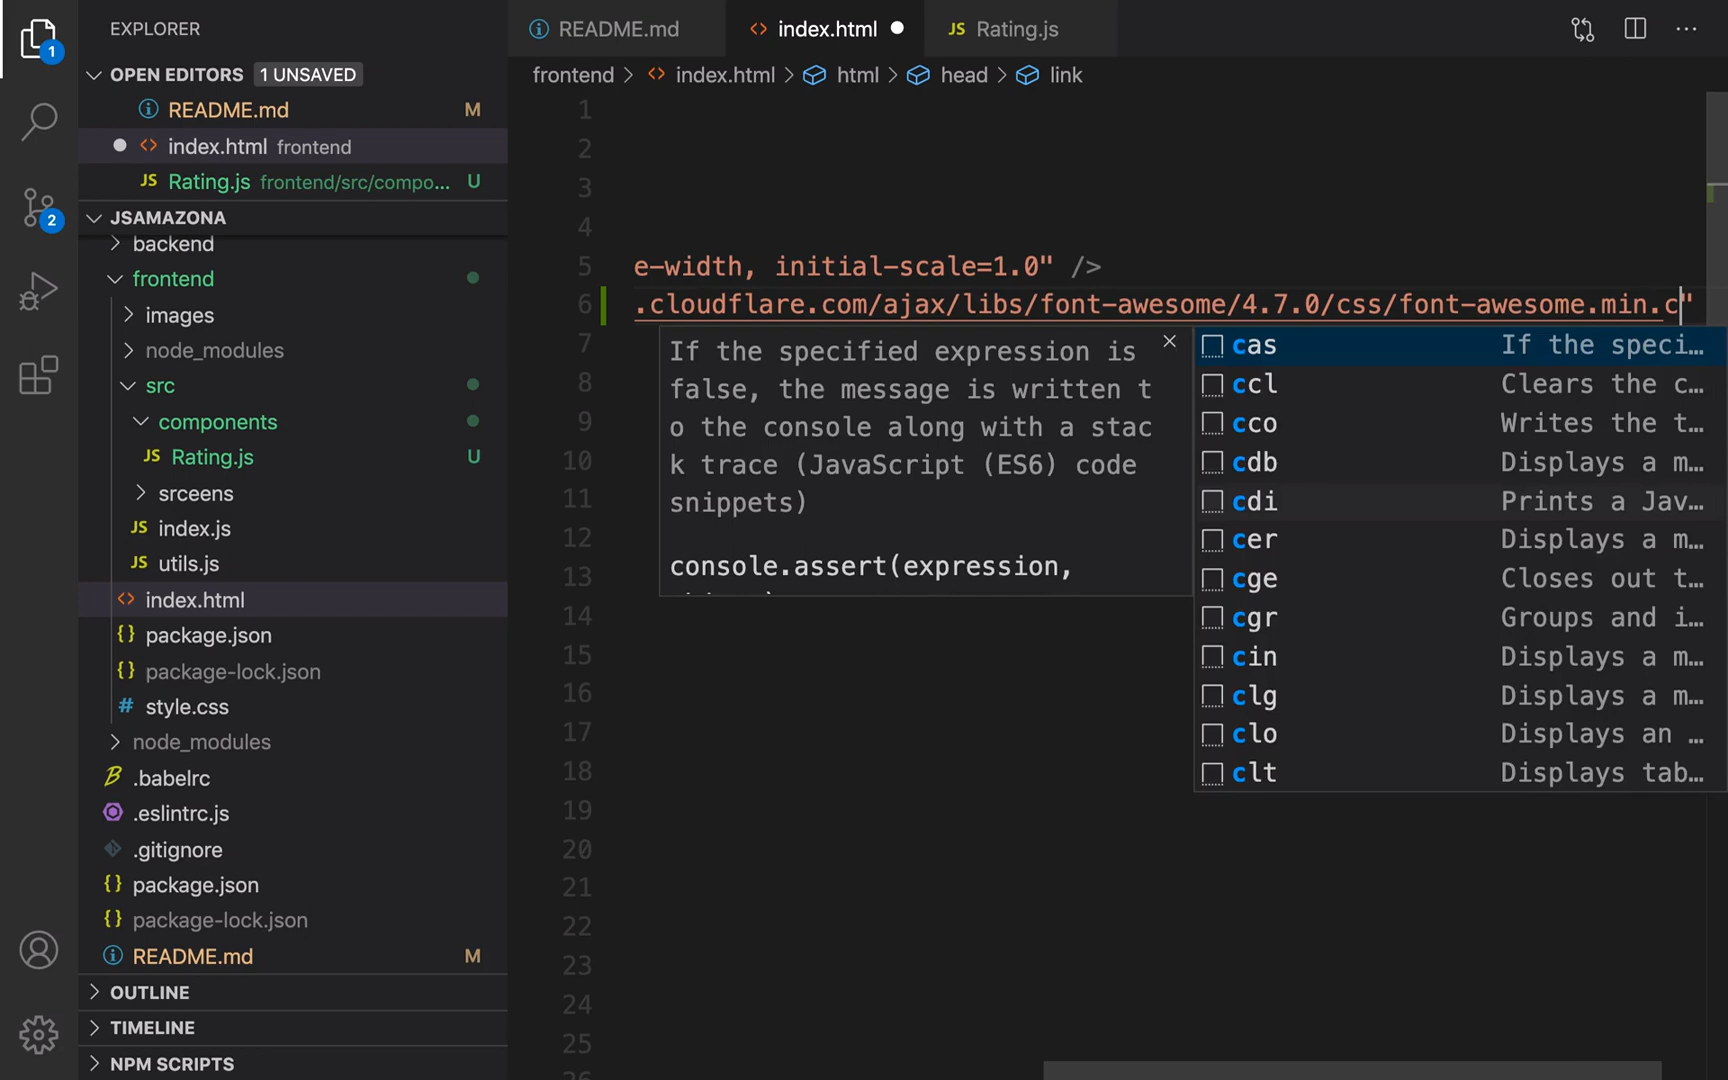 EXPLORER
OPEN EDITORS 1 UNSAVED
README.md M
index.html frontend
Rating.js frontend/src/compo... U
JSAMAZONA
backend
frontend
images
node_modules
src
components
Rating.js U
srceens
index.js
utils.js
index.html
package.json
package-lock.json
style.css
node_modules
.babelrc
.eslintrc.js
.gitignore
package.json
package-lock.json
README.md M
OUTLINE
TIMELINE
NPM SCRIPTS
1
2
README.md
index.html
JS Rating.js
frontend > index.html > html > head > link
1
2
3
4
5 e-width, initial-scale=1.0" />
6 .cloudflare.com/ajax/libs/font-awesome/4.7.0/css/font-awesome.min.c"
7
8
9
10
11
12
13
14
15
16
17
18
19
20
21
22
23
24
25
If the specified expression is
false, the message is written t
o the console along with a stac
k trace (JavaScript (ES6) code
snippets)
console.assert(expression,
cas If the speci…
ccl Clears the c…
cco Writes the t…
cdb Displays a m…
cdi Prints a Jav…
cer Displays a m…
cge Closes out t…
cgr Groups and i…
cin Displays a m…
clg Displays a m…
clo Displays an …
clt Displays tab…